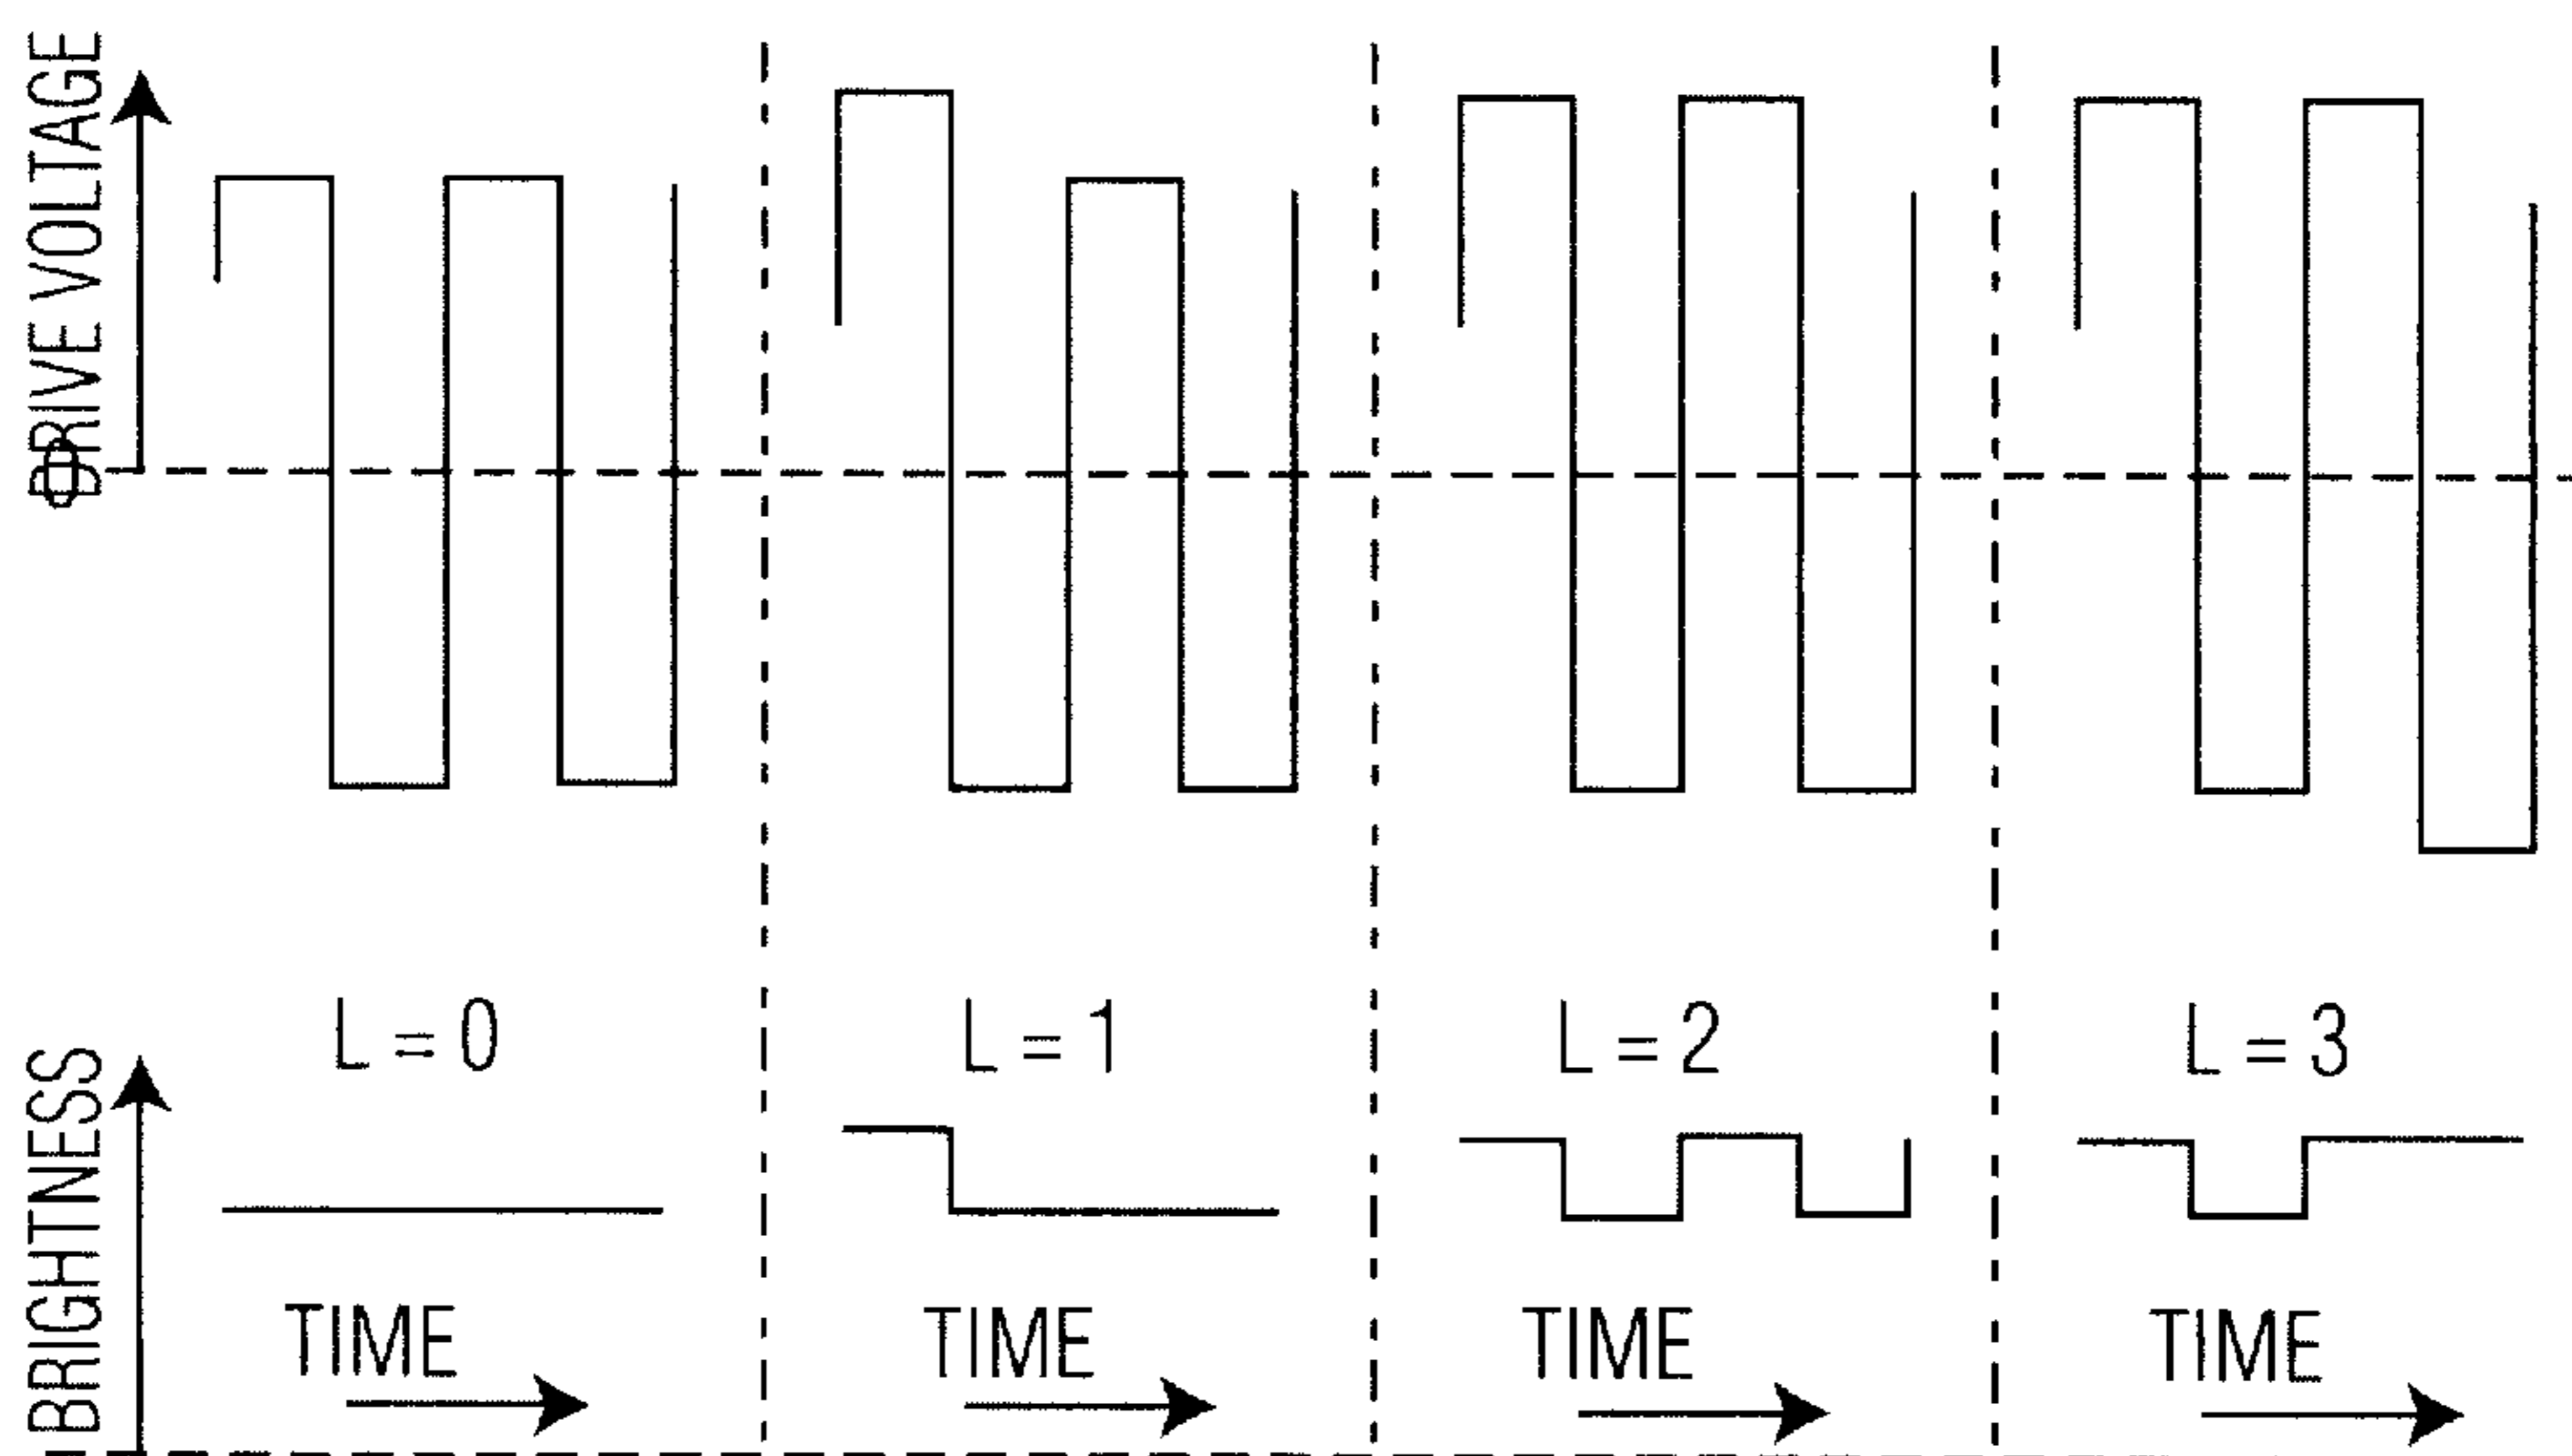 DRIVE VOLTAGE
0
L = 0
L = 1
L = 2
L = 3
BRIGHTNESS
TIME
TIME
TIME
TIME